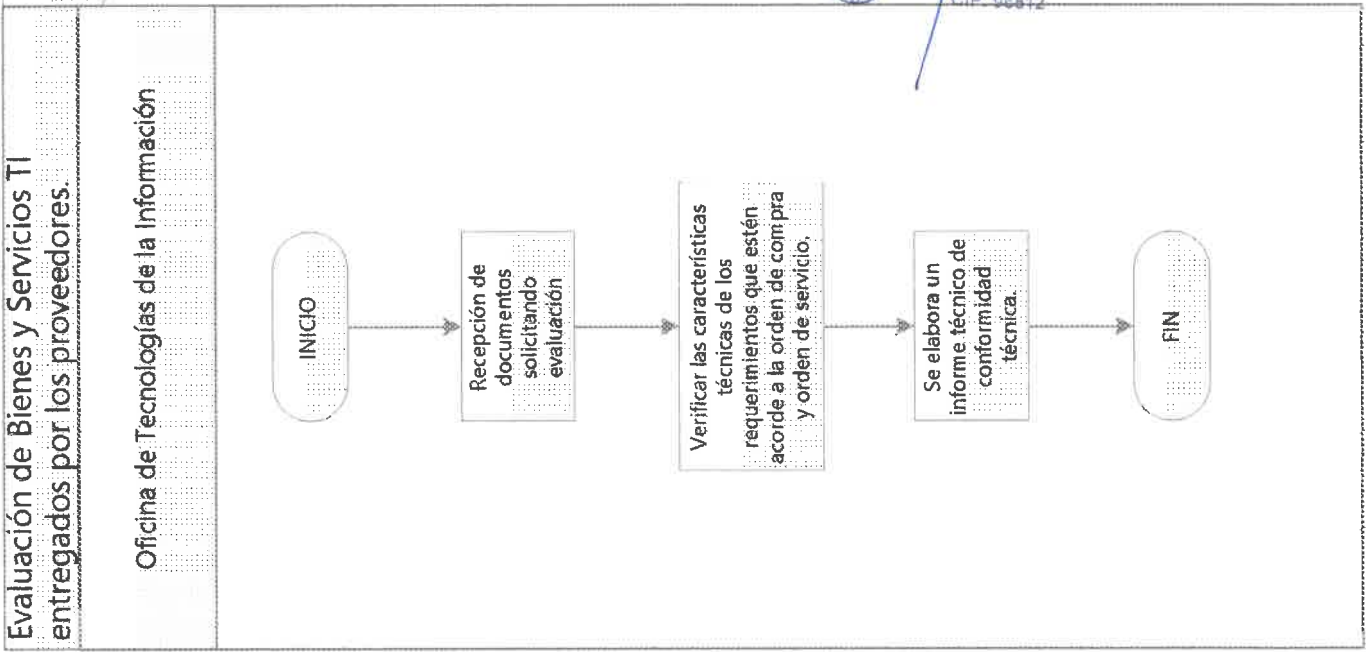 Evaluación de Bienes y Servicios TI
entregados por los proveedores.
Oficina de Tecnologías de la Información
INICIO
Recepción de
documentos
solicitando
evaluación
Verificar las características
técnicas de los
requerimientos que estén
acorde a la orden de compra
y orden de servicio.
Se elabora un
informe técnico de
conformidad
técnica.
FIN